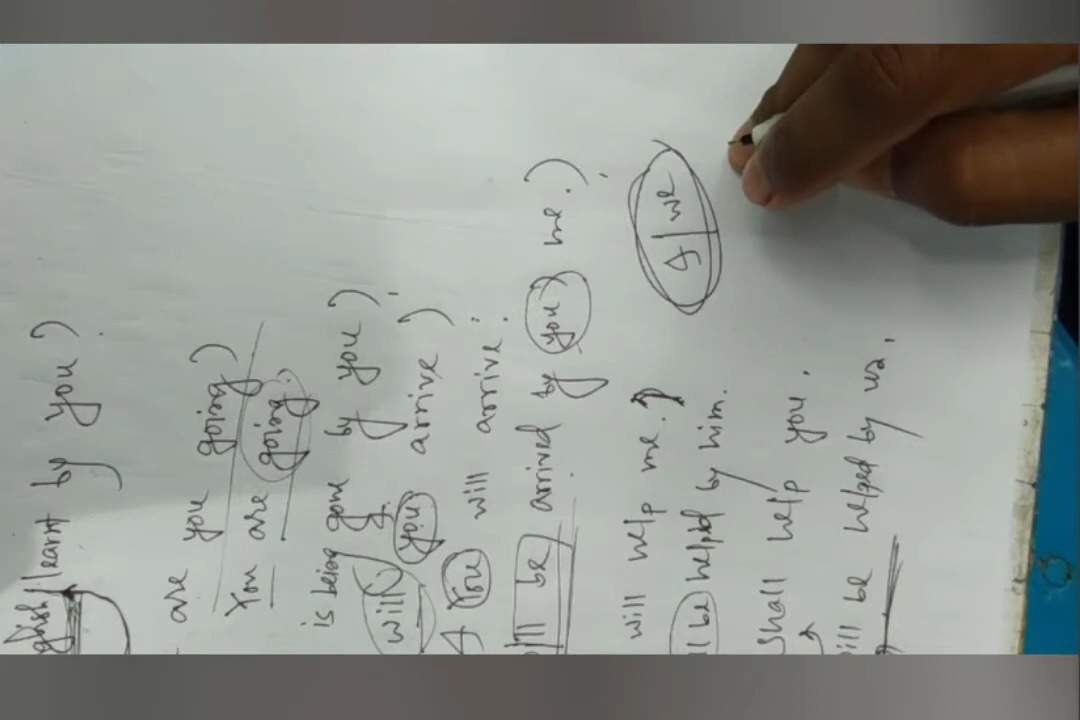 learnt by you)
are you going)
You are going.
is being gone by you)
will you arrive)
You will arrive.
be arrived by you) me.)
will help me.
be helped by him.
I/we
Shall help you.
be helped by us.